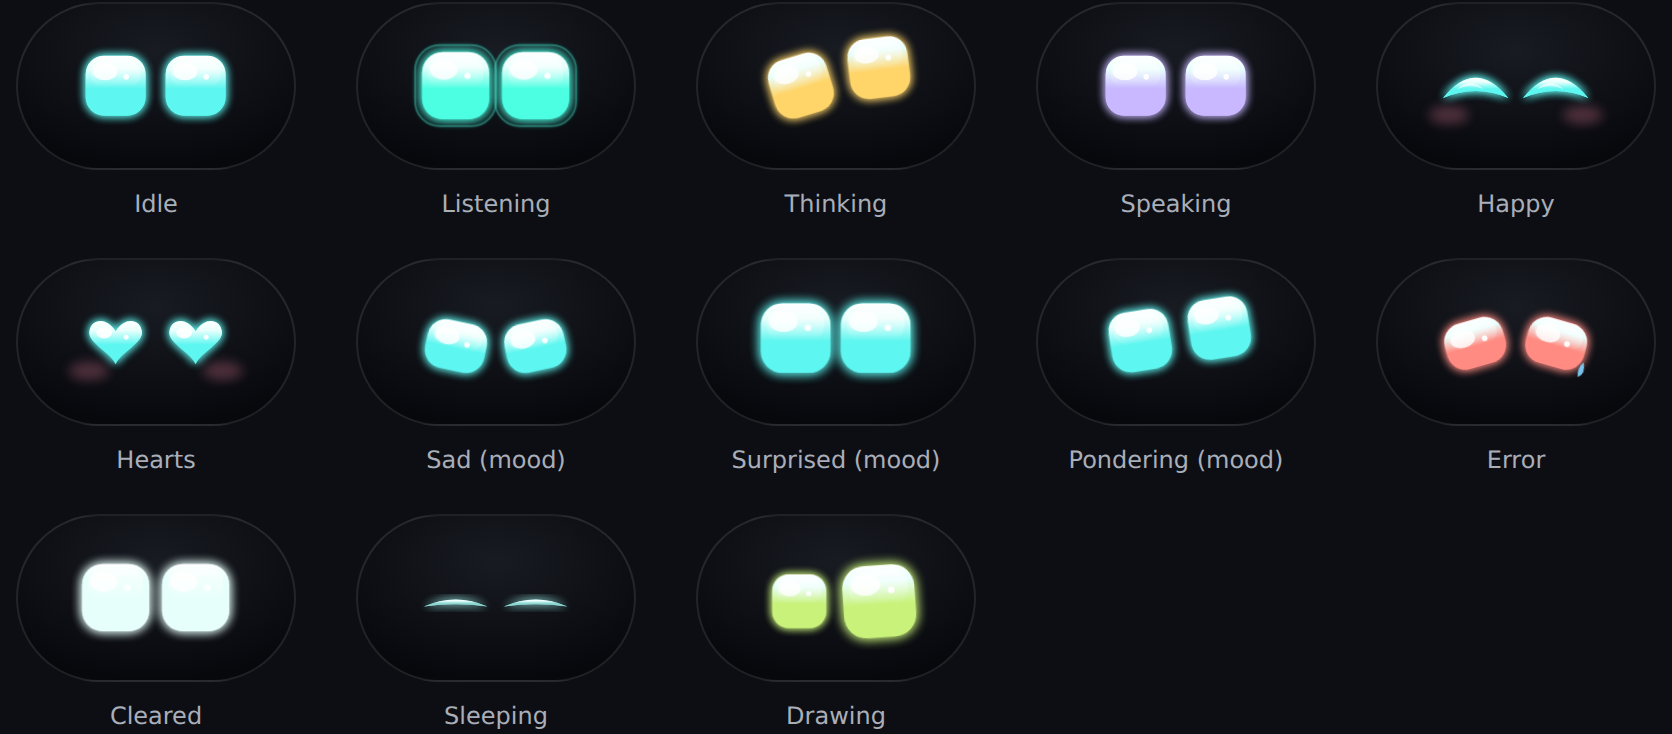 Idle
Listening
Thinking
Speaking
Happy
Hearts
Sad (mood)
Surprised (mood)
Pondering (mood)
Error
Cleared
Sleeping
Drawing